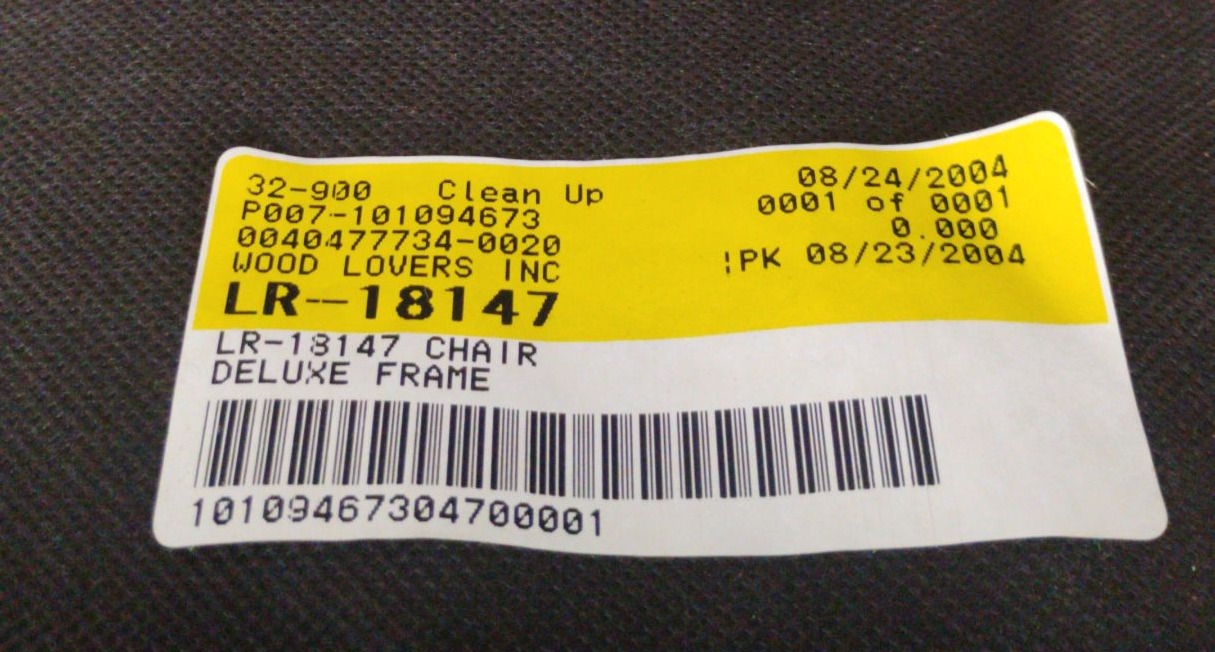 32-900 Clean Up 08/24/2004
P007-101094673 0001 of 0001
0040477734-0020 0.000
WOOD LOVERS INC !PK 08/23/2004
LR-18147
LR-18147 CHAIR
DELUXE FRAME
10109467304700001